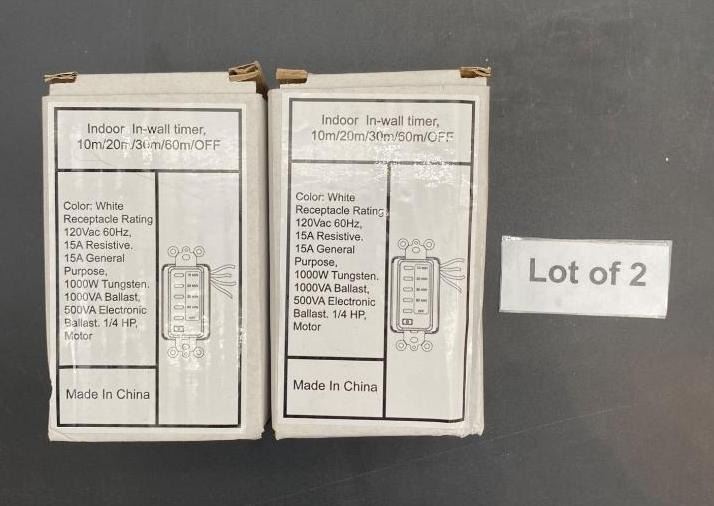 Indoor In-wall timer,
10m/20m/30m/60m/OFF
Color: White
Receptacle Rating
120Vac 60Hz,
15A Resistive.
15A General
Purpose,
1000W Tungsten.
1000VA Ballast,
500VA Electronic
Ballast. 1/4 HP,
Motor
Made In China
Indoor In-wall timer,
10m/20m/30m/60m/OFF
Color: White
Receptacle Rating
120Vac 60Hz,
15A Resistive.
15A General
Purpose,
1000W Tungsten.
1000VA Ballast,
500VA Electronic
Ballast. 1/4 HP,
Motor
Made In China
Lot of 2